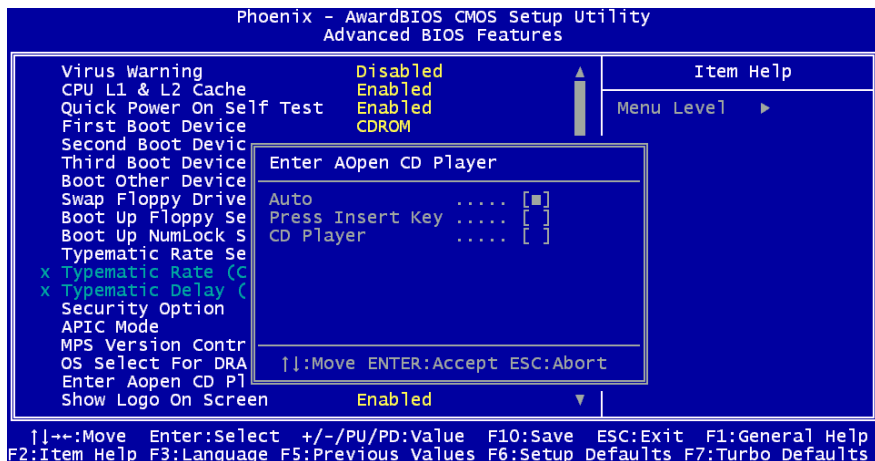 Phoenix - AwardBIOS CMOS Setup Utility
Advanced BIOS Features
Virus Warning Disabled ▲ Item Help
CPU L1 & L2 Cache Enabled
Quick Power On Self Test Enabled Menu Level ▶
First Boot Device CDROM
Second Boot Devic
Third Boot Device
Boot Other Device
Swap Floppy Drive
Boot Up Floppy Se
Boot Up NumLock S
Typematic Rate Se
x Typematic Rate (C
x Typematic Delay (
Security Option
APIC Mode
MPS Version Contr
OS Select For DRA
Enter Aopen CD Pl
Show Logo On Screen Enabled ▼
Enter AOpen CD Player
Auto ..... [■]
Press Insert Key ..... [ ]
CD Player ..... [ ]
↑↓:Move ENTER:Accept ESC:Abort
↑↓→←:Move Enter:Select +/-/PU/PD:Value F10:Save ESC:Exit F1:General Help
F2:Item Help F3:Language F5:Previous Values F6:Setup Defaults F7:Turbo Defaults